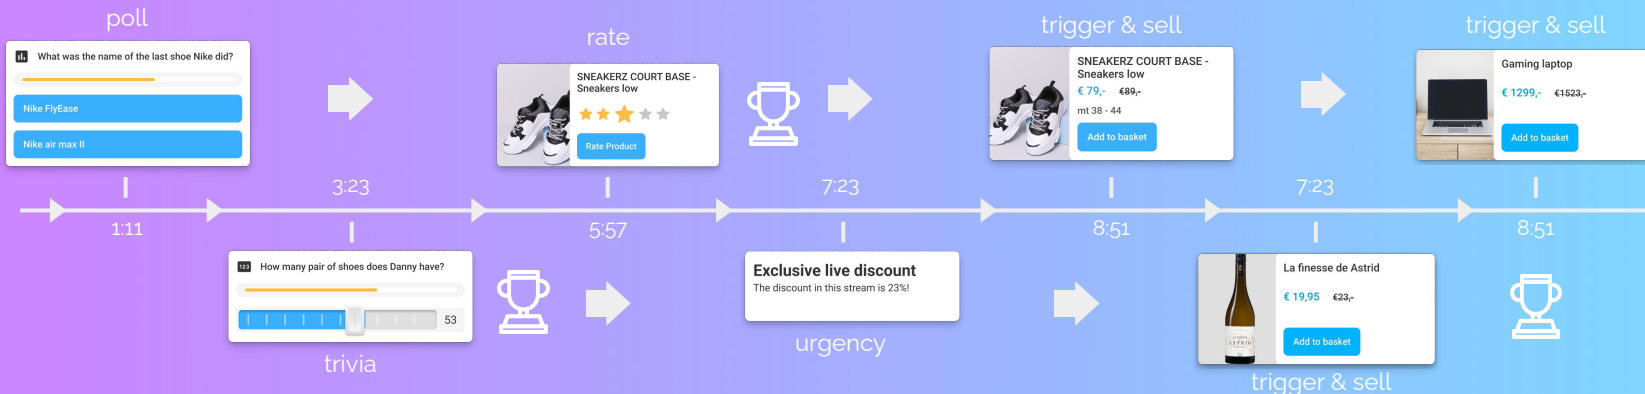 poll
What was the name of the last shoe Nike did?
Nike FlyEase
Nike air max II
1:11
3:23
123
How many pair of shoes does Danny have?
53
trivia
rate
SNEAKERZ COURT BASE -
Sneakers low
Rate Product
5:57
7:23
Exclusive live discount
The discount in this stream is 23%!
urgency
trigger & sell
SNEAKERZ COURT BASE -
Sneakers low
€ 79,- €89,-
mt 38 - 44
Add to basket
8:51
7:23
La finesse de Astrid
€ 19,95 €23,-
Add to basket
ASTRID
trigger & sell
trigger & sell
Gaming laptop
€ 1299,- €1523,-
Add to basket
8:51